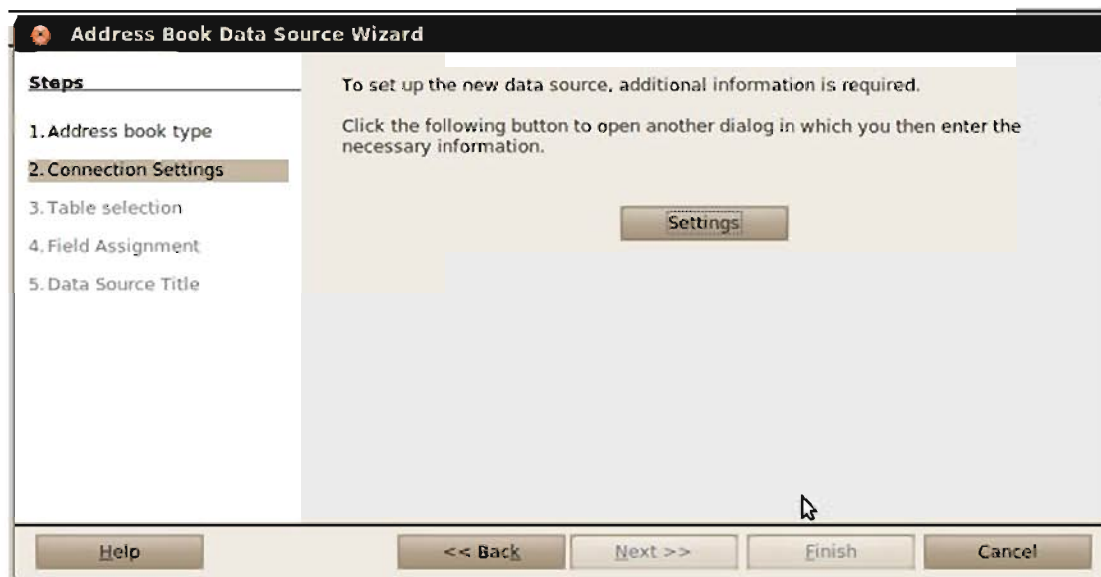 Address Book Data Source Wizard
Steps
1. Address book type
2. Connection Settings
3. Table selection
4. Field Assignment
5. Data Source Title
To set up the new data source, additional information is required.
Click the following button to open another dialog in which you then enter the
necessary information.
Settings
Help
<< Back
Next >>
Finish
Cancel